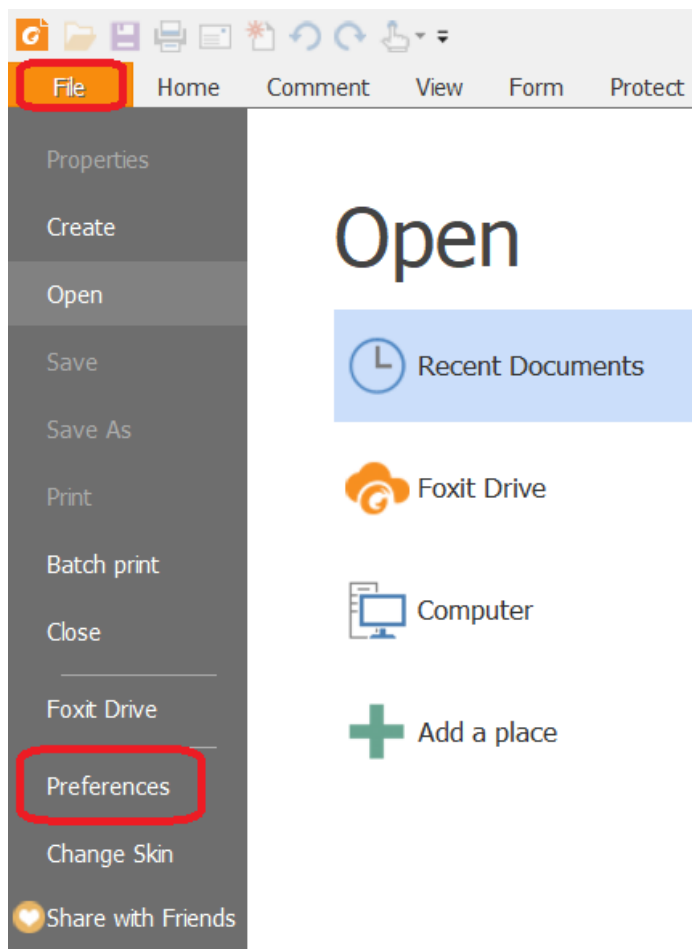 File Home Comment View Form Protect
Properties
Create
Open
Save
Save As
Print
Batch print
Close
Foxit Drive
Preferences
Change Skin
Share with Friends
Open
Recent Documents
Foxit Drive
Computer
Add a place